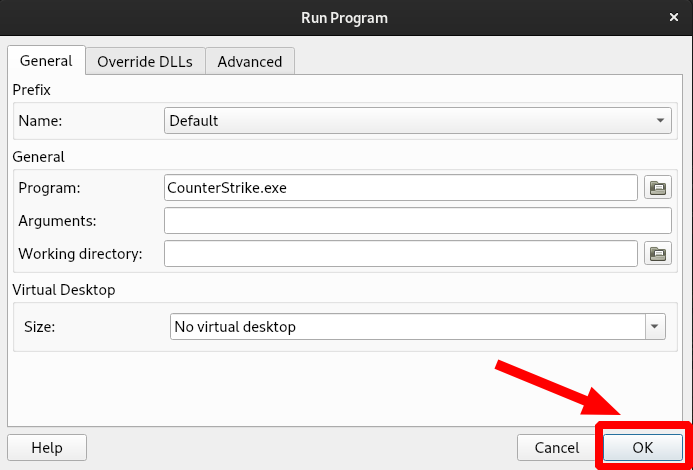 Run Program
General Override DLLs Advanced
Prefix
Name: Default
General
Program: CounterStrike.exe
Arguments:
Working directory:
Virtual Desktop
Size: No virtual desktop
Help Cancel OK